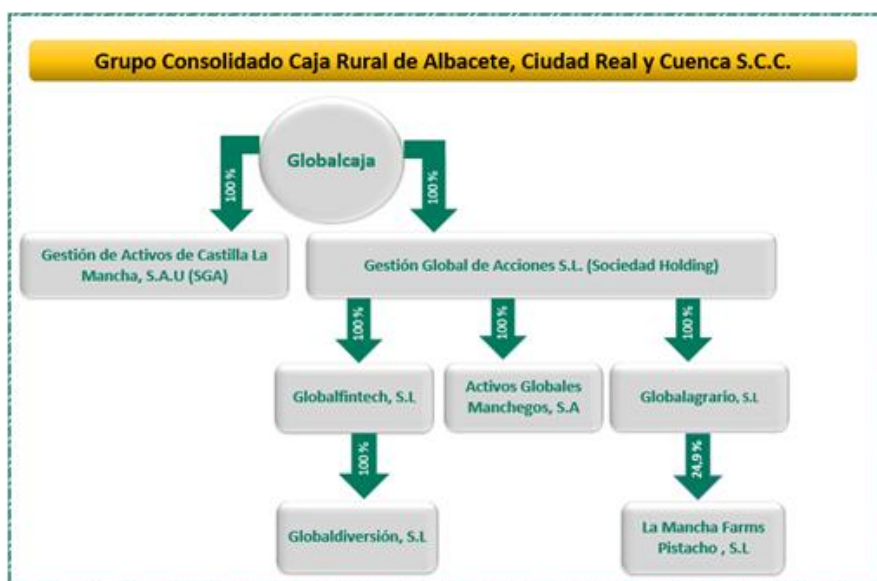 Grupo Consolidado Caja Rural de Albacete, Ciudad Real y Cuenca S.C.C.
Globalcaja
100 %
100 %
Gestión de Activos de Castilla La
Mancha, S.A.U (SGA)
Gestión Global de Acciones S.L. (Sociedad Holding)
100 %
100 %
100 %
Globalfintech, S.L
Activos Globales
Manchegos, S.A
Globalagrario, S.L
100 %
24,9 %
Globaldiversión, S.L
La Mancha Farms
Pistacho , S.L